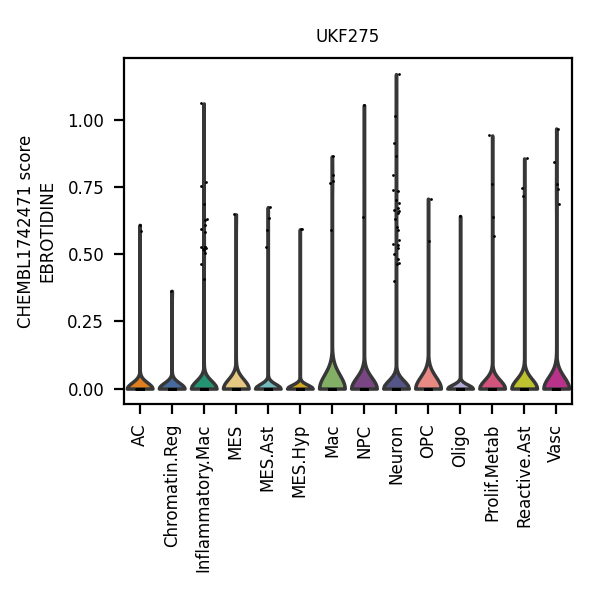 UKF275
CHEMBL1742471 score
EBROTIDINE
1.00
0.75
0.50
0.25
0.00
AC
Chromatin.Reg
Inflammatory.Mac
MES
MES.Ast
MES.Hyp
Mac
NPC
Neuron
OPC
Oligo
Prolif.Metab
Reactive.Ast
Vasc